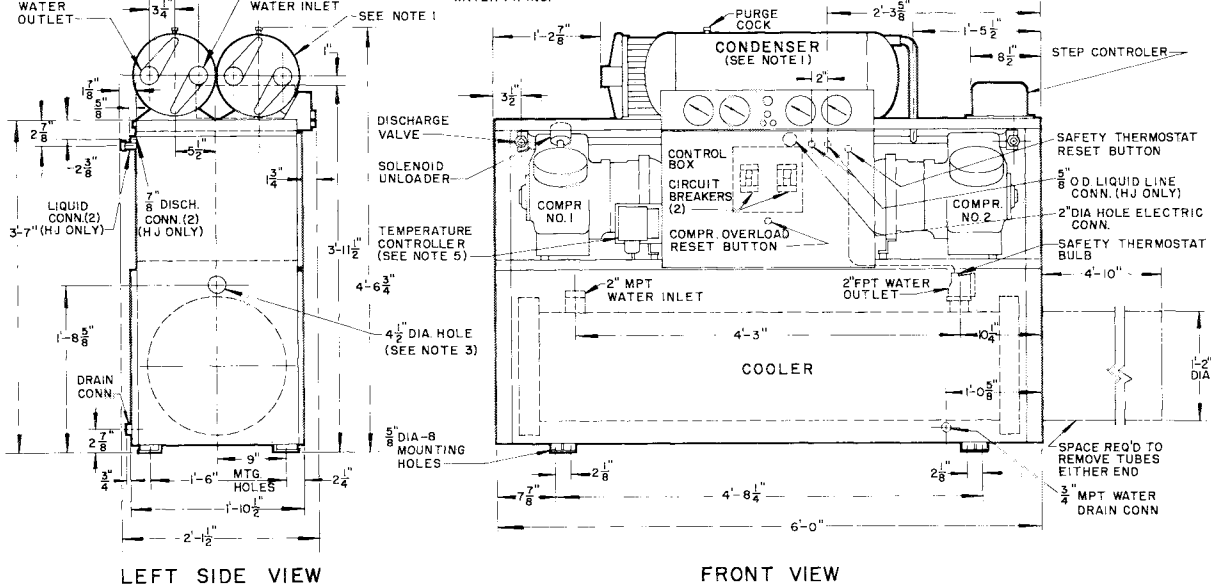 WATER
OUTLET
3 1/4"
WATER INLET
SEE NOTE 1
1"
1 7/8"
5/8"
2 7/8"
2 3/8"
5 1/2"
1 3/4"
LIQUID
CONN.(2)
3'-7" (HJ ONLY)
7/8" DISCH.
CONN.(2)
(HJ ONLY)
3'-11 1/2"
4'-6 3/4"
1'-8 5/8"
4 1/2" DIA. HOLE
(SEE NOTE 3)
DRAIN
CONN.
2 7/8"
3/4"
9"
1'-6"
MTG.
HOLES
2 1/4"
1'-10 1/2"
2'-1 1/2"
LEFT SIDE VIEW
1'-2 7/8"
PURGE
COCK
2'-3 5/8"
1'-5 1/2"
8 1/2"
STEP CONTROLER
CONDENSER
(SEE NOTE 1)
2"
3 1/2"
DISCHARGE
VALVE
SOLENOID
UNLOADER
COMPR
NO. 1
TEMPERATURE
CONTROLLER
(SEE NOTE 5)
CONTROL
BOX
CIRCUIT
BREAKERS
(2)
COMPR. OVERLOAD
RESET BUTTON
COMPR.
NO. 2
SAFETY THERMOSTAT
RESET BUTTON
5/8" O.D. LIQUID LINE
CONN. (HJ ONLY)
2" DIA HOLE ELECTRIC
CONN.
SAFETY THERMOSTAT
BULB
2" MPT
WATER INLET
2" FPT WATER
OUTLET
4'-10"
4'-3"
10 1/4"
COOLER
1'-0 5/8"
1'-2"
DIA
5/8" DIA-8
MOUNTING
HOLES
2 1/8"
2 1/8"
SPACE REQ'D TO
REMOVE TUBES
EITHER END
7 7/8"
4'-8 1/4"
3/4" MPT WATER
DRAIN CONN
6'-0"
FRONT VIEW